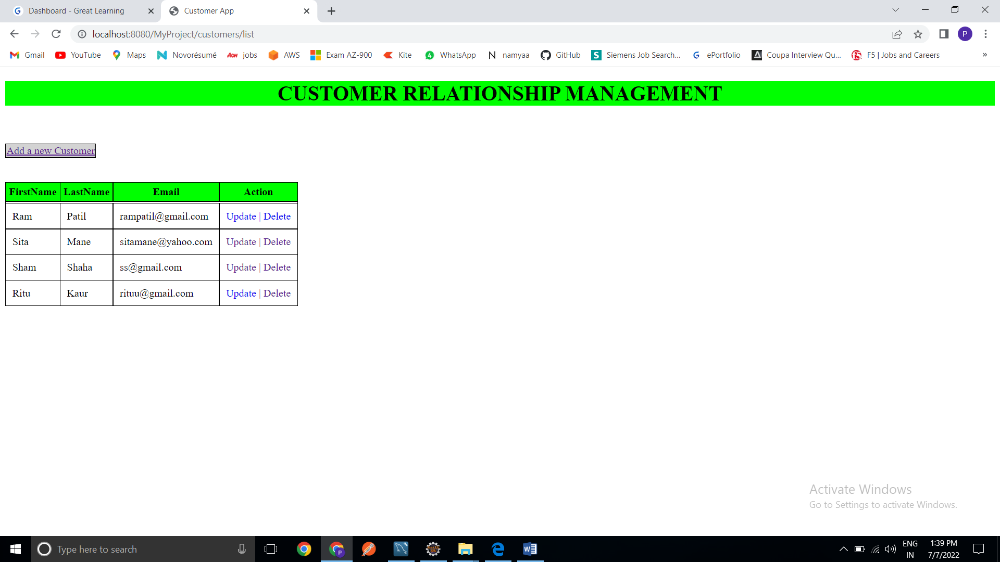 Dashboard - Great Learning
Customer App
localhost:8080/MyProject/customers/list
P
Gmail YouTube Maps Novorésumé AON jobs AWS Exam AZ-900 Kite 4 WhatsApp N namyaa GitHub S Siemens Job Search... G ePortfolio Coupa Interview Qu... F5 | Jobs and Careers »
CUSTOMER RELATIONSHIP MANAGEMENT
Add a new Customer
FirstName LastName Email Action
Ram Patil rampatil@gmail.com Update | Delete
Sita Mane sitamane@yahoo.com Update | Delete
Sham Shaha ss@gmail.com Update | Delete
Ritu Kaur rituu@gmail.com Update | Delete
Activate Windows
Go to Settings to activate Windows.
Type here to search
ENG
IN
1:39 PM
7/7/2022